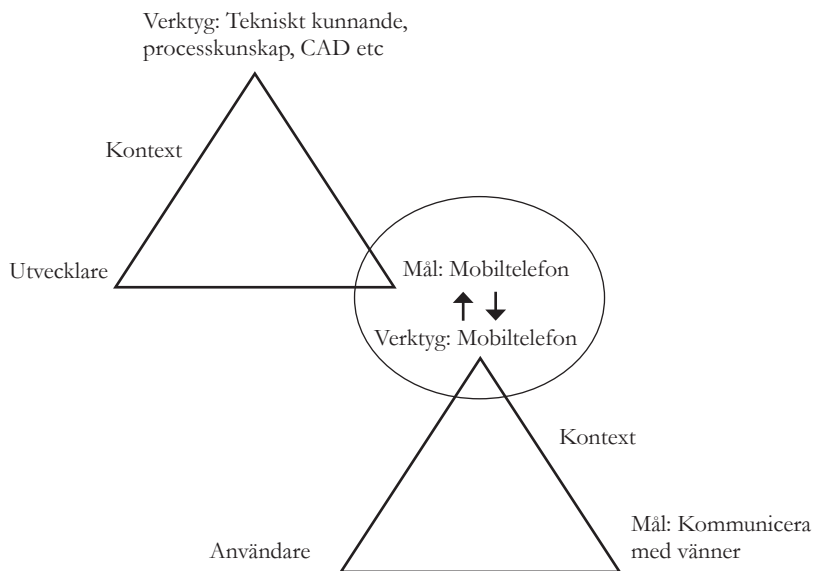 Verktyg: Tekniskt kunnande,
processkunskap, CAD etc
Kontext
Utvecklare
Mål: Mobiltelefon
Verktyg: Mobiltelefon
Kontext
Användare
Mål: Kommunicera
med vänner